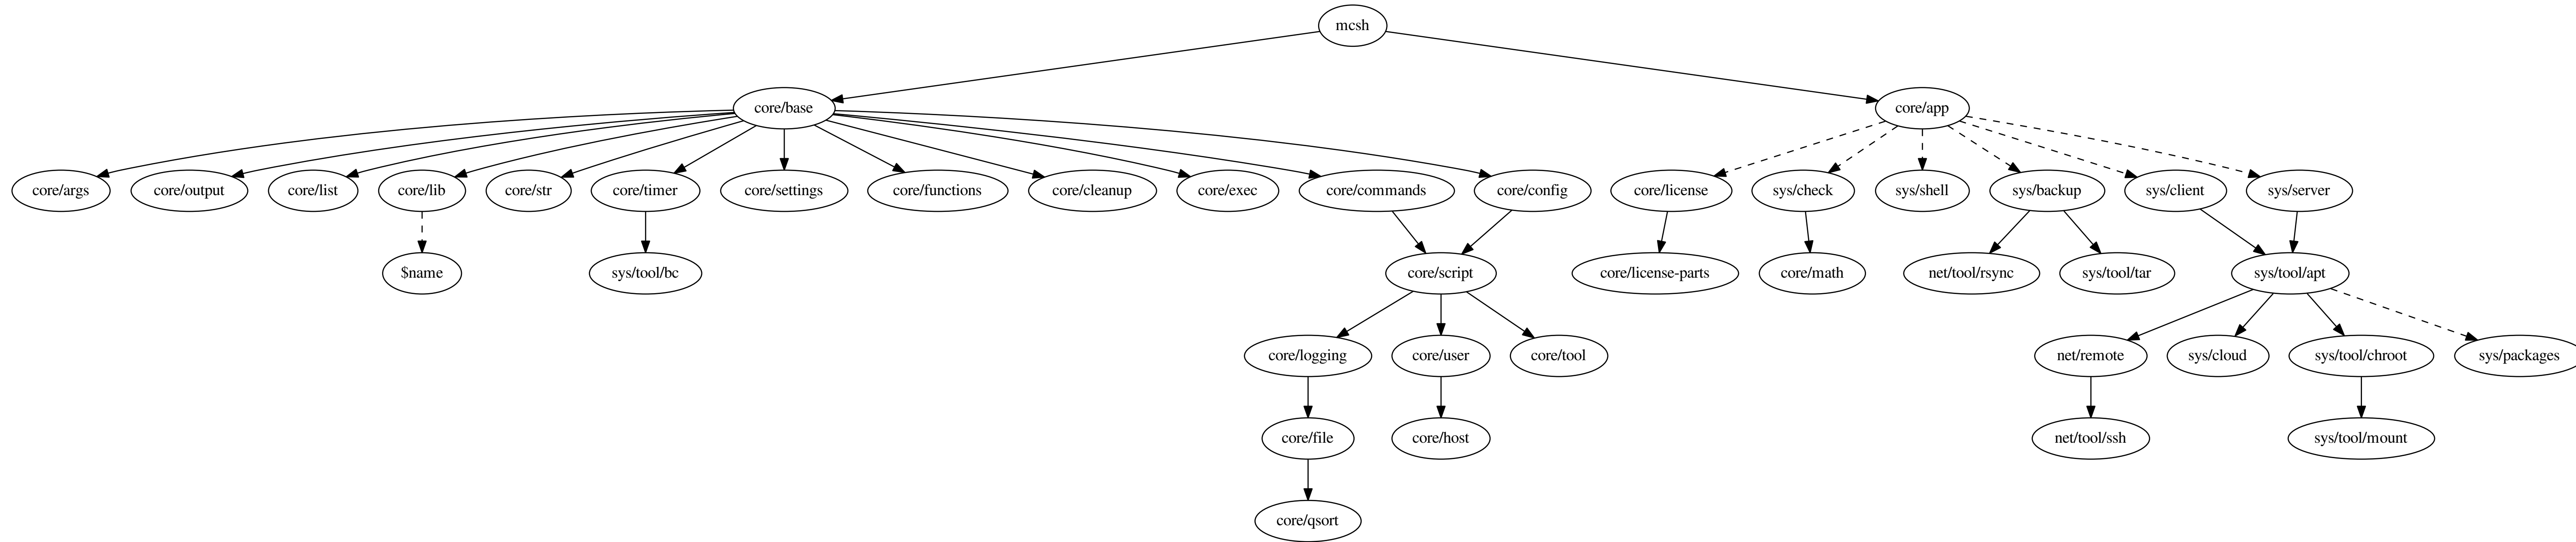 mcsh
core/base
core/app
core/args
core/output
core/list
core/lib
core/str
core/timer
core/settings
core/functions
core/cleanup
core/exec
core/commands
core/config
core/license
sys/check
sys/shell
sys/backup
sys/client
sys/server
$name
sys/tool/bc
core/script
core/license-parts
core/math
net/tool/rsync
sys/tool/tar
sys/tool/apt
core/logging
core/user
core/tool
net/remote
sys/cloud
sys/tool/chroot
sys/packages
core/file
core/host
net/tool/ssh
sys/tool/mount
core/qsort